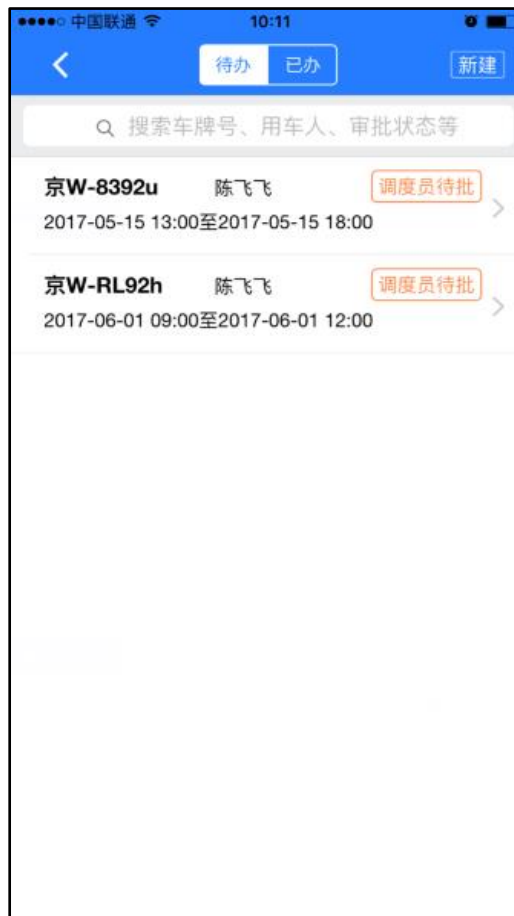 中国联通 10:11
待办 已办 新建
搜索车牌号、用车人、审批状态等
京W-8392u 陈飞飞 调度员待批
2017-05-15 13:00至2017-05-15 18:00
京W-RL92h 陈飞飞 调度员待批
2017-06-01 09:00至2017-06-01 12:00